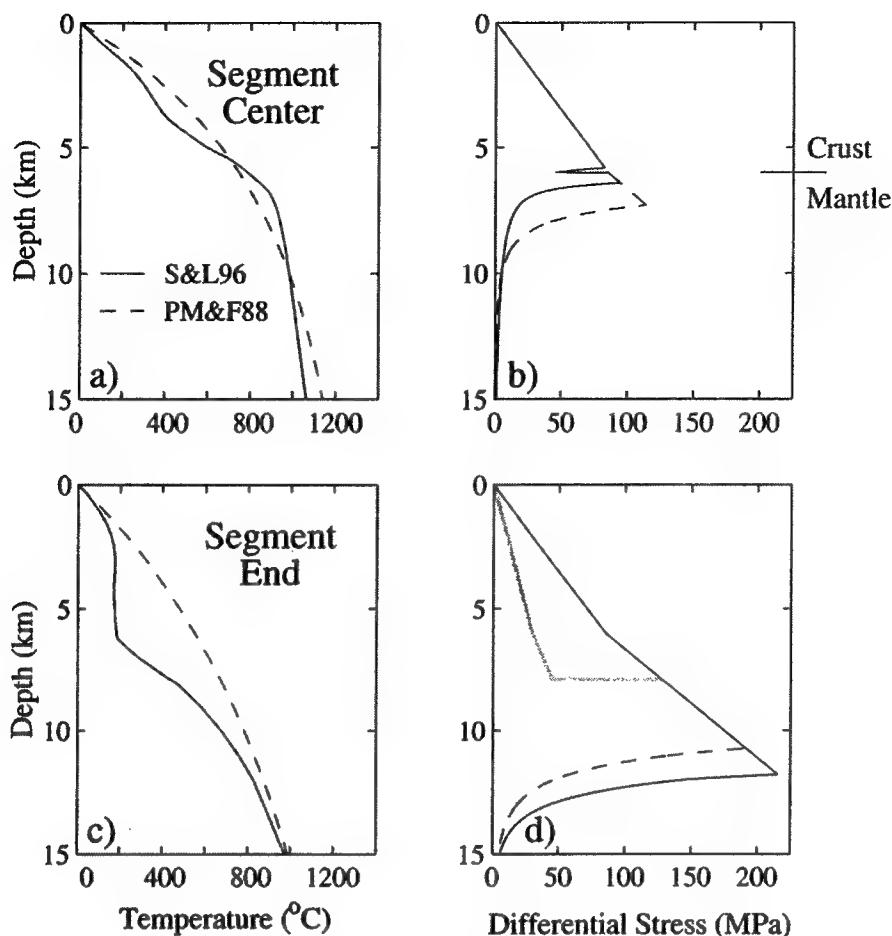 0
5
10
15
Depth (km)
Segment
Center
S&L96
PM&F88
a)
0
400
800
1200
0
5
10
15
b)
Crust
Mantle
0
50
100
150
200
0
5
10
15
Depth (km)
Segment
End
c)
0
400
800
1200
Temperature (°C)
0
5
10
15
d)
0
50
100
150
200
Differential Stress (MPa)